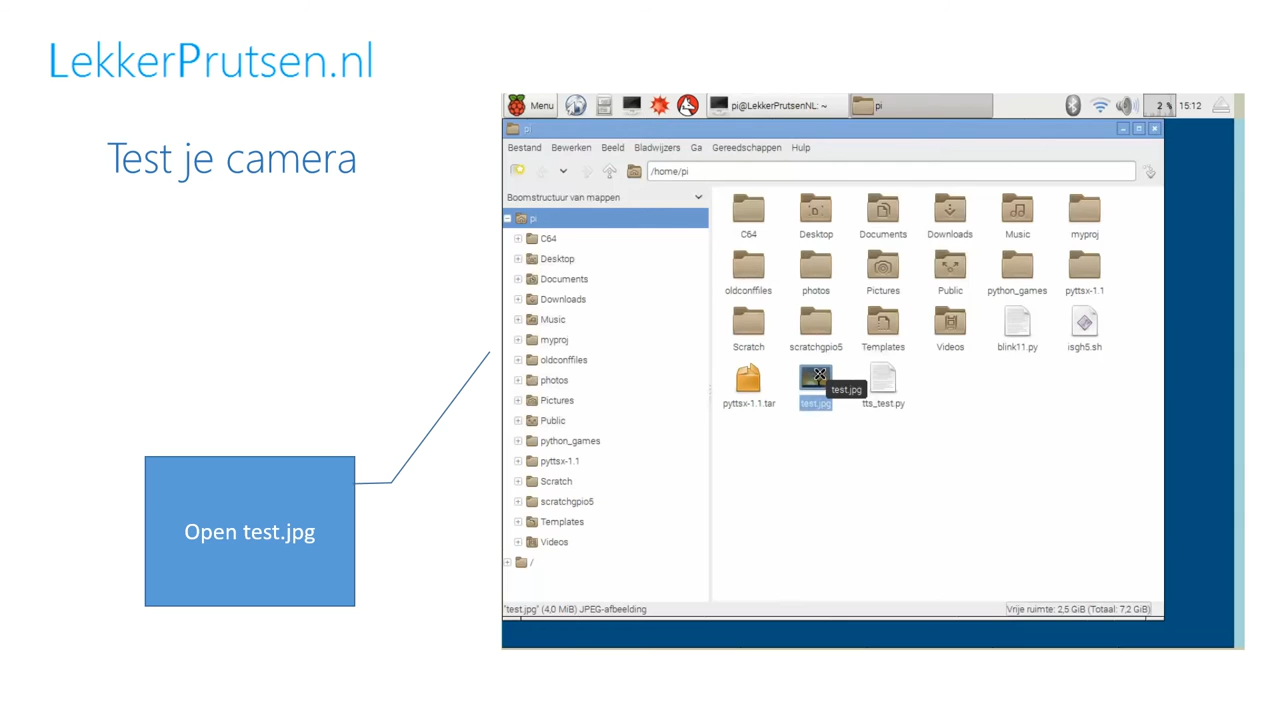 LekkerPrutsen.nl
Test je camera
Open test.jpg
Menu
pi@LekkerPrutsenNL: ~
pi
2 %
15:12
pi
Bestand Bewerken Beeld Bladwijzers Ga Gereedschappen Hulp
/home/pi
Boomstructuur van mappen
pi
C64
Desktop
Documents
Downloads
Music
myproj
oldconffiles
photos
Pictures
Public
python_games
pyttsx-1.1
Scratch
scratchgpio5
Templates
Videos
/
C64 Desktop Documents Downloads Music myproj
oldconffiles photos Pictures Public python_games pyttsx-1.1
Scratch scratchgpio5 Templates Videos blink11.py isgh5.sh
test.jpg
pyttsx-1.1.tar test.jpg tts_test.py
"test.jpg" (4,0 MiB) JPEG-afbeelding
Vrije ruimte: 2,5 GiB (Totaal: 7,2 GiB)